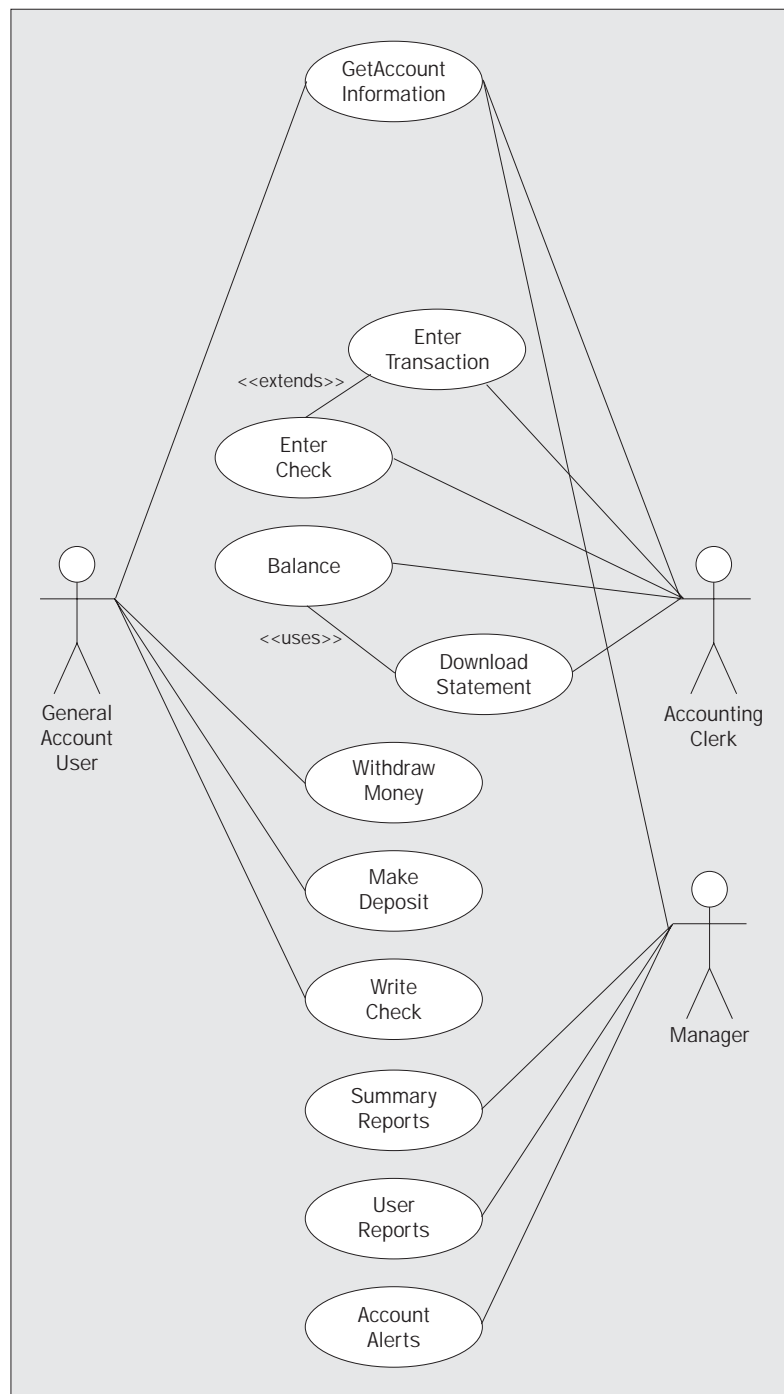 GetAccount
Information
Enter
Transaction
<<extends>>
Enter
Check
Balance
<<uses>>
Download
Statement
General
Account
User
Accounting
Clerk
Withdraw
Money
Make
Deposit
Write
Check
Manager
Summary
Reports
User
Reports
Account
Alerts